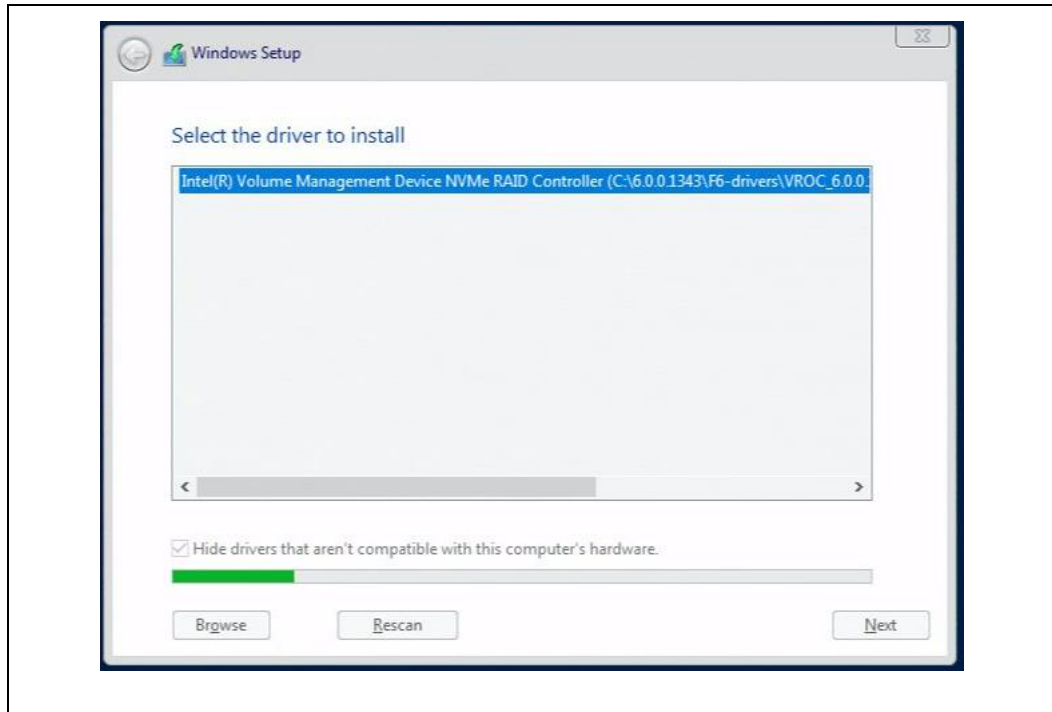 Windows Setup
Select the driver to install
Intel(R) Volume Management Device NVMe RAID Controller (C:\6.0.0.1343\F6-drivers\VROC_6.0.0.
Hide drivers that aren't compatible with this computer's hardware.
Browse Rescan Next